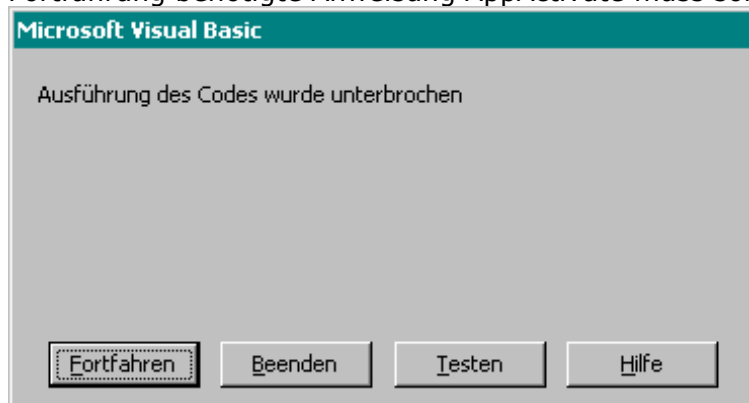 Microsoft Visual Basic
Ausführung des Codes wurde unterbrochen
Fortfahren Beenden Testen Hilfe